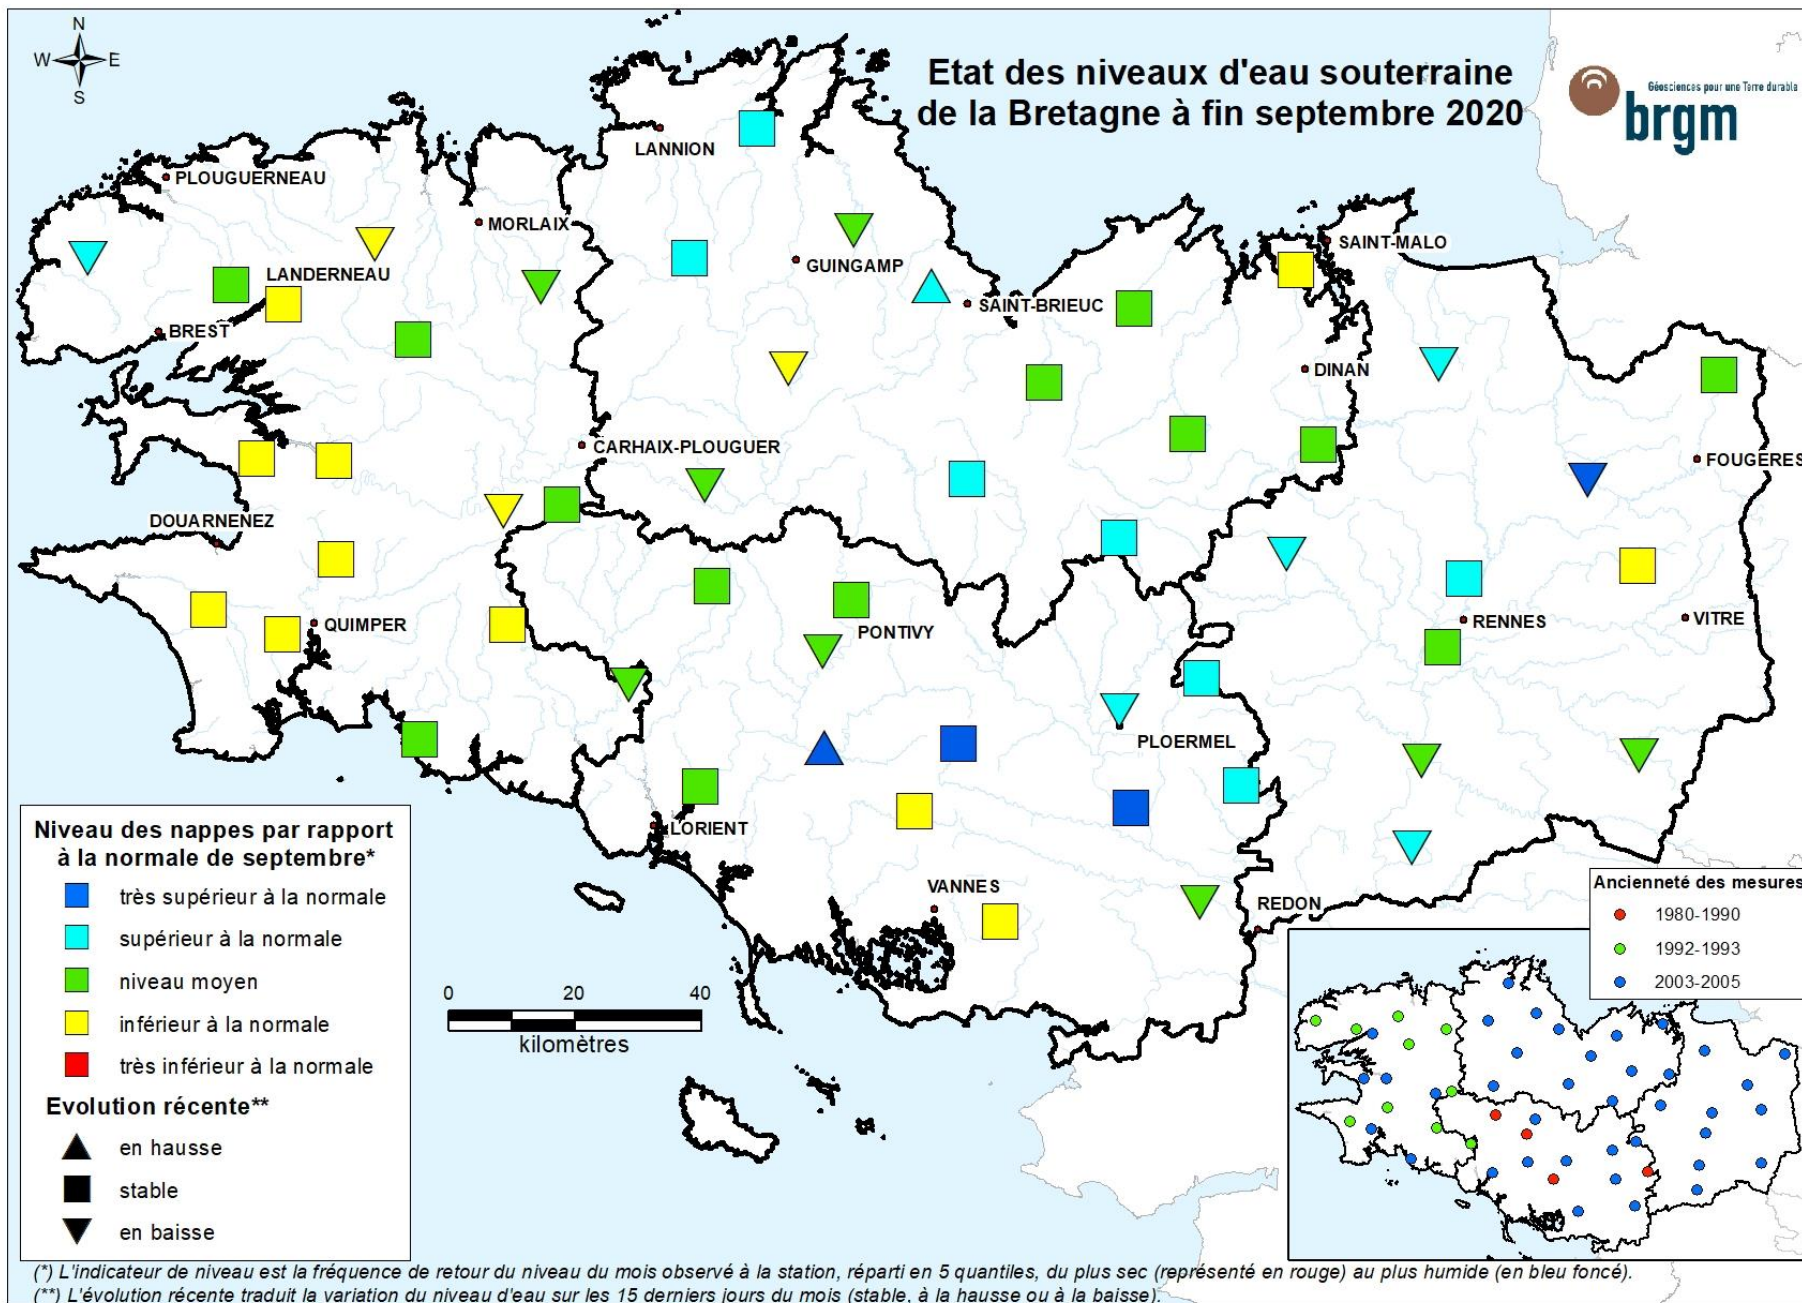 N
W E
S
Etat des niveaux d'eau souterraine
de la Bretagne à fin septembre 2020
Géosciences pour une Terre durable
brgm
LANNION
PLOUGUERNEAU
MORLAIX
SAINT-MALO
GUINGAMP
LANDERNEAU
SAINT-BRIEUC
BREST
DINAN
CARHAIX-PLOUGUER
FOUGERES
DOUARNENEZ
QUIMPER
PONTIVY
RENNES
VITRE
PLOERMEL
LORIENT
VANNES
REDON
Niveau des nappes par rapport
à la normale de septembre*
très supérieur à la normale
supérieur à la normale
niveau moyen
inférieur à la normale
très inférieur à la normale
Evolution récente**
en hausse
stable
en baisse
0 20 40
kilomètres
Ancienneté des mesures
1980-1990
1992-1993
2003-2005
(*) L'indicateur de niveau est la fréquence de retour du niveau du mois observé à la station, réparti en 5 quantiles, du plus sec (représenté en rouge) au plus humide (en bleu foncé).
(**) L'évolution récente traduit la variation du niveau d'eau sur les 15 derniers jours du mois (stable, à la hausse ou à la baisse).